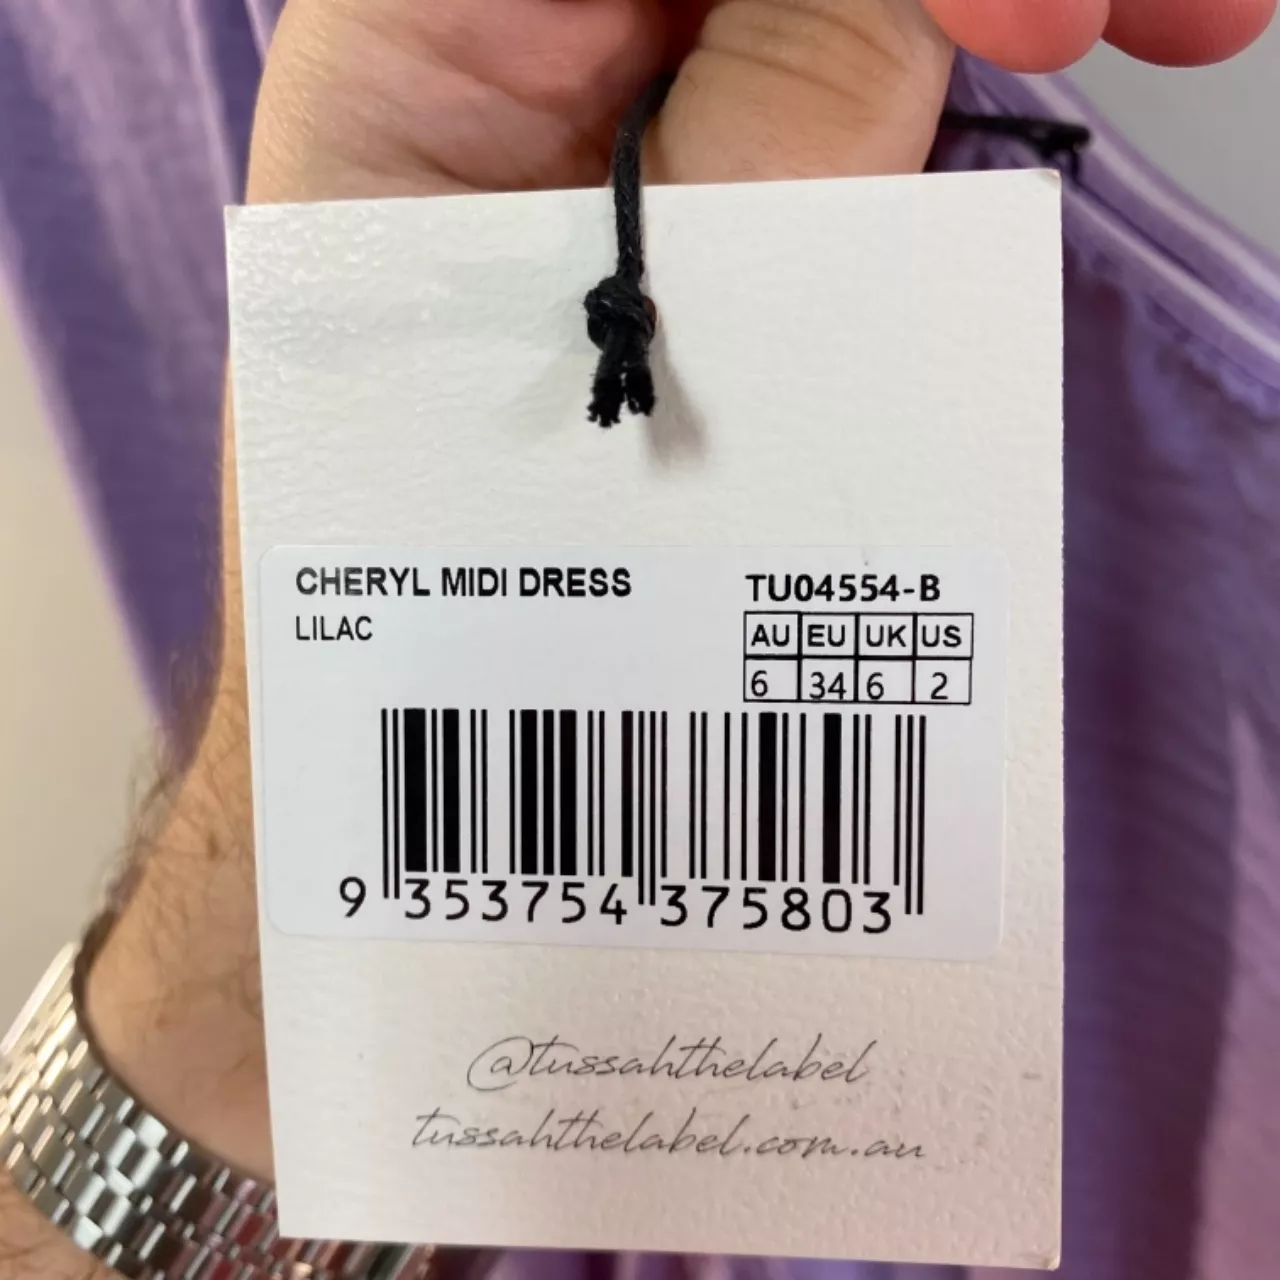 CHERYL MIDI DRESS
LILAC
TU04554-B
AU EU UK US
6 34 6 2
9 353754 375803
@tussahthelabel
tussahthelabel.com.au